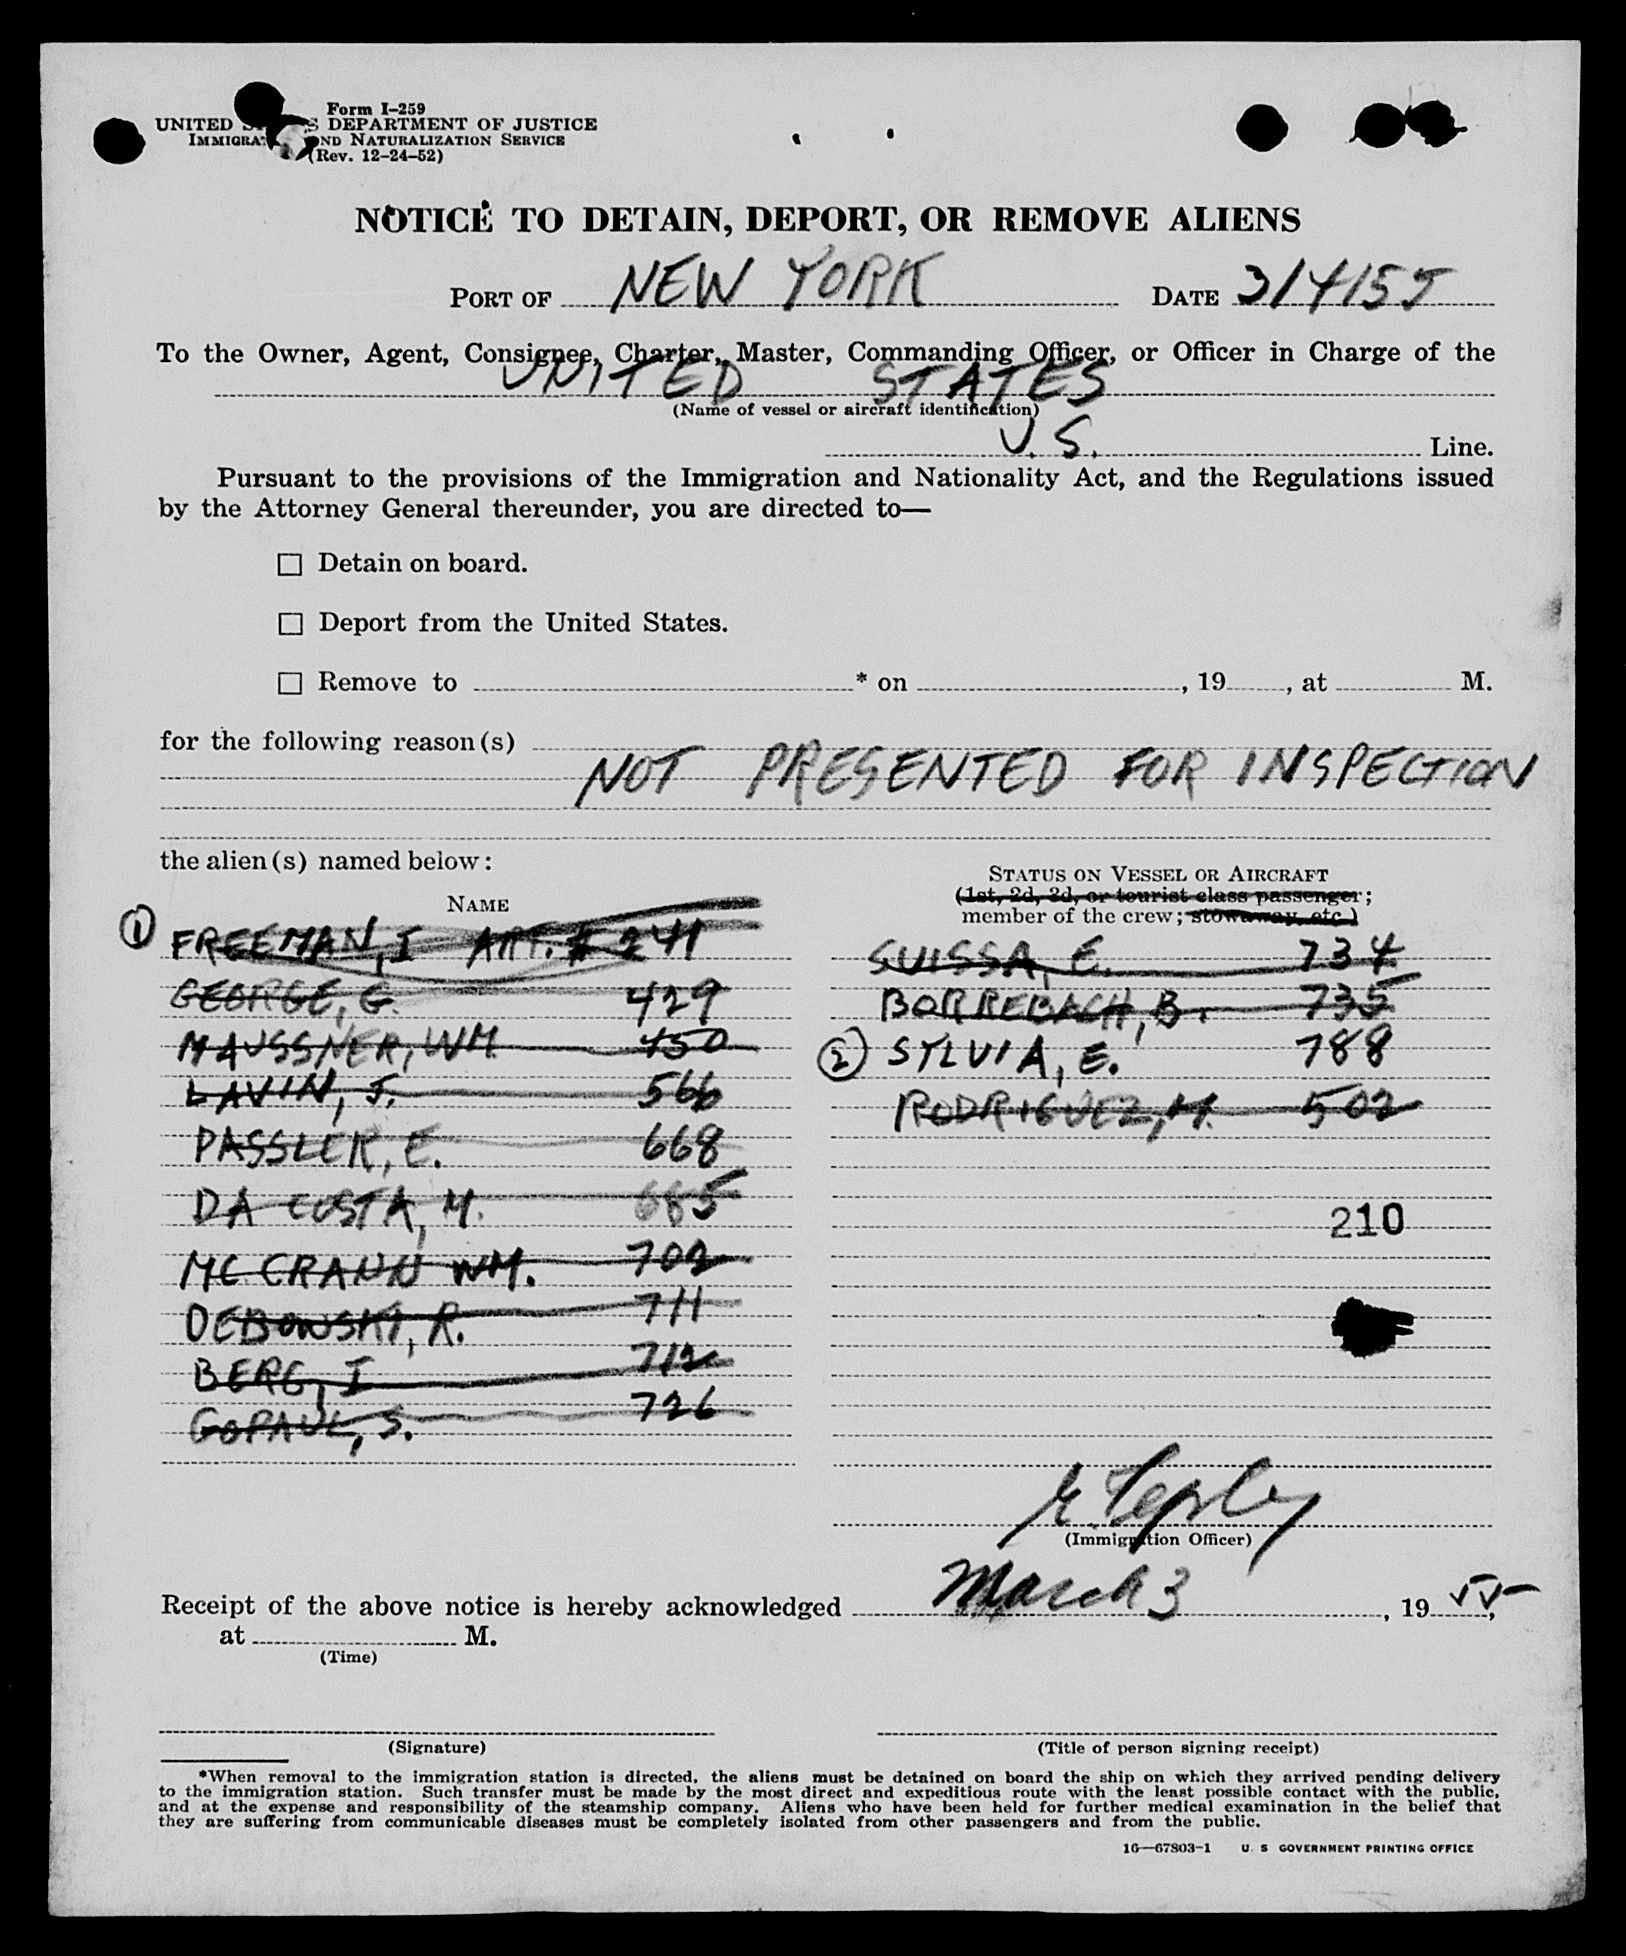 Form I-259
UNITED S DEPARTMENT OF JUSTICE
IMMIGRA ND NATURALIZATION SERVICE
(Rev. 12-24-52)
NOTICE TO DETAIN, DEPORT, OR REMOVE ALIENS
PORT OF NEW YORK DATE 3/4/55
To the Owner, Agent, Consignee, Charter, Master, Commanding Officer, or Officer in Charge of the
UNITED STATES
(Name of vessel or aircraft identification)
U.S. Line.
Pursuant to the provisions of the Immigration and Nationality Act, and the Regulations issued
by the Attorney General thereunder, you are directed to—
☐ Detain on board.
☐ Deport from the United States.
☐ Remove to * on , 19 , at M.
for the following reason(s)
NOT PRESENTED FOR INSPECTION
the alien(s) named below:
NAME
① FREEMAN, I ART. # 241
GEORGE, G. 429
MAUSSNER, WM 450
LAVIN, J. 566
PASSLER, E. 668
DA COSTA, M. 685
MC CRANN WM. 702
DEBOWSKI, R. 711
BERG, I 712
GOPAUL, S. 726
STATUS ON VESSEL OR AIRCRAFT
(1st, 2d, 3d, or tourist class passenger;
member of the crew; stowaway, etc.)
SUISSA, E. 734
BORREBACH, B. 735
② SYLVIA, E. 788
RODRIGUEZ, M. 502
210
(Immigration Officer)
Receipt of the above notice is hereby acknowledged March 3, 19 55,
at M.
(Time)
(Signature)
(Title of person signing receipt)
*When removal to the immigration station is directed, the aliens must be detained on board the ship on which they arrived pending delivery
to the immigration station. Such transfer must be made by the most direct and expeditious route with the least possible contact with the public,
and at the expense and responsibility of the steamship company. Aliens who have been held for further medical examination in the belief that
they are suffering from communicable diseases must be completely isolated from other passengers and from the public.
16—67803-1 U. S GOVERNMENT PRINTING OFFICE